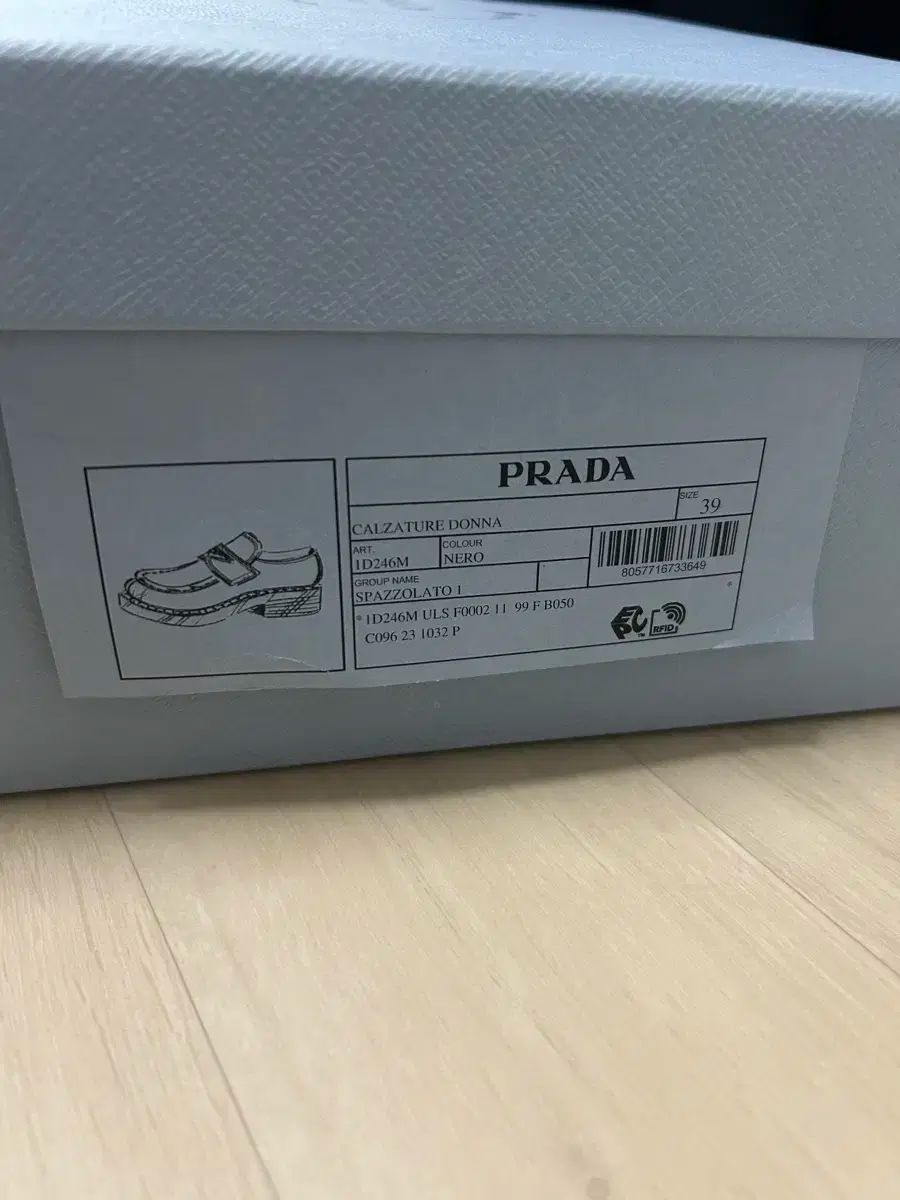 PRADA
SIZE
39
CALZATURE DONNA
ART.
1D246M
COLOUR
NERO
8057716733649
GROUP NAME
SPAZZOLATO 1
*1D246M ULS F0002 11 99 F B050 *
C096 23 1032 P
EPC™
RFID